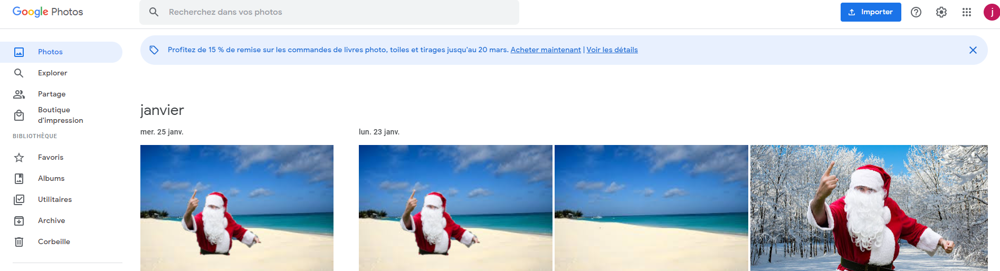 Google Photos
Recherchez dans vos photos
Importer
j
Profitez de 15 % de remise sur les commandes de livres photo, toiles et tirages jusqu'au 20 mars. Acheter maintenant | Voir les détails
Photos
Explorer
Partage
Boutique
d'impression
BIBLIOTHÈQUE
Favoris
Albums
Utilitaires
Archive
Corbeille
janvier
mer. 25 janv.
lun. 23 janv.